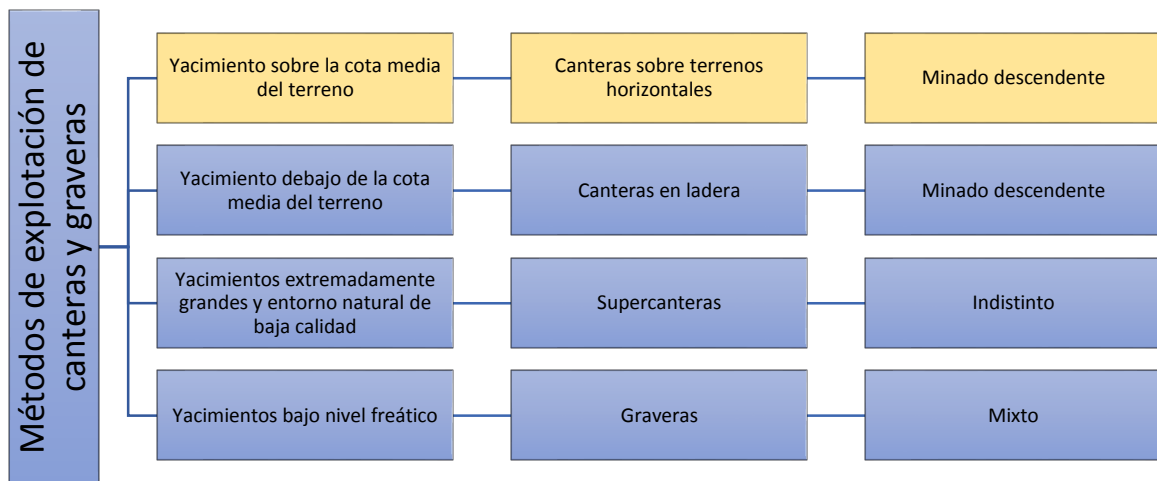 Métodos de explotación de
canteras y graveras
Yacimiento sobre la cota media
del terreno
Canteras sobre terrenos
horizontales
Minado descendente
Yacimiento debajo de la cota
media del terreno
Canteras en ladera
Minado descendente
Yacimientos extremadamente
grandes y entorno natural de
baja calidad
Supercanteras
Indistinto
Yacimientos bajo nivel freático
Graveras
Mixto